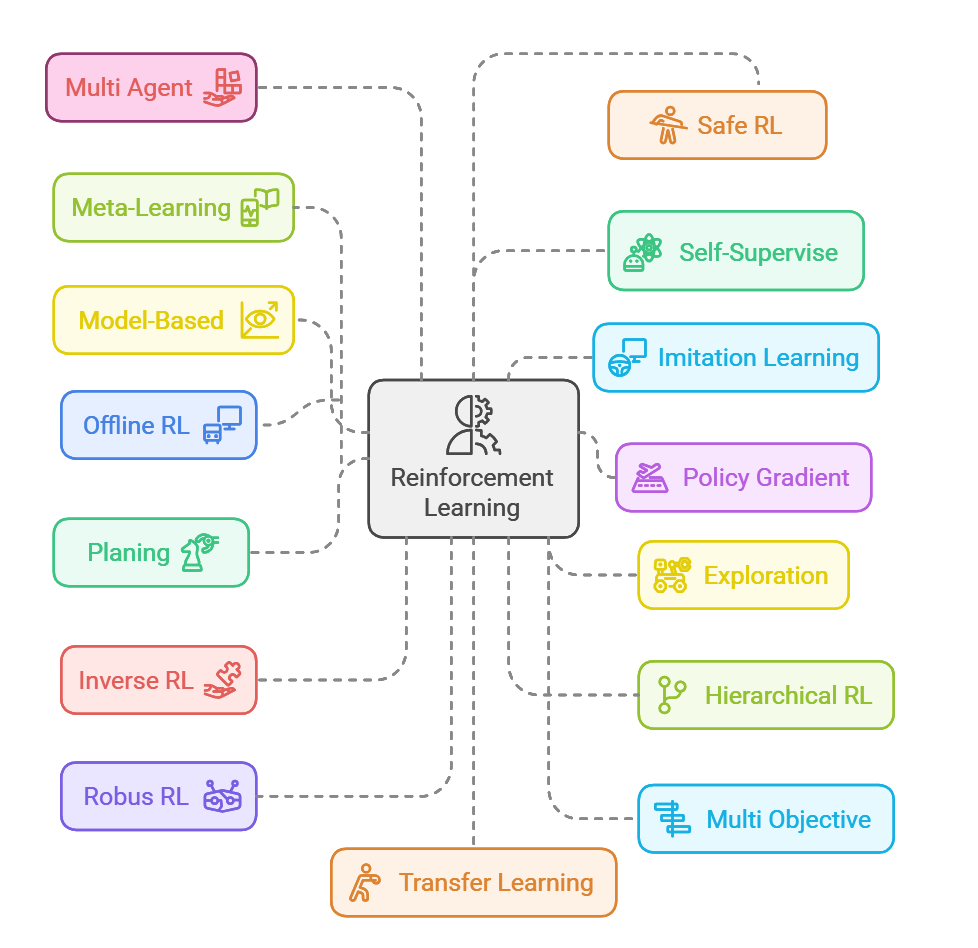 Multi Agent
Safe RL
Meta-Learning
Self-Supervise
Model-Based
Imitation Learning
Offline RL
Reinforcement
Learning
Policy Gradient
Planing
Exploration
Inverse RL
Hierarchical RL
Robus RL
Multi Objective
Transfer Learning